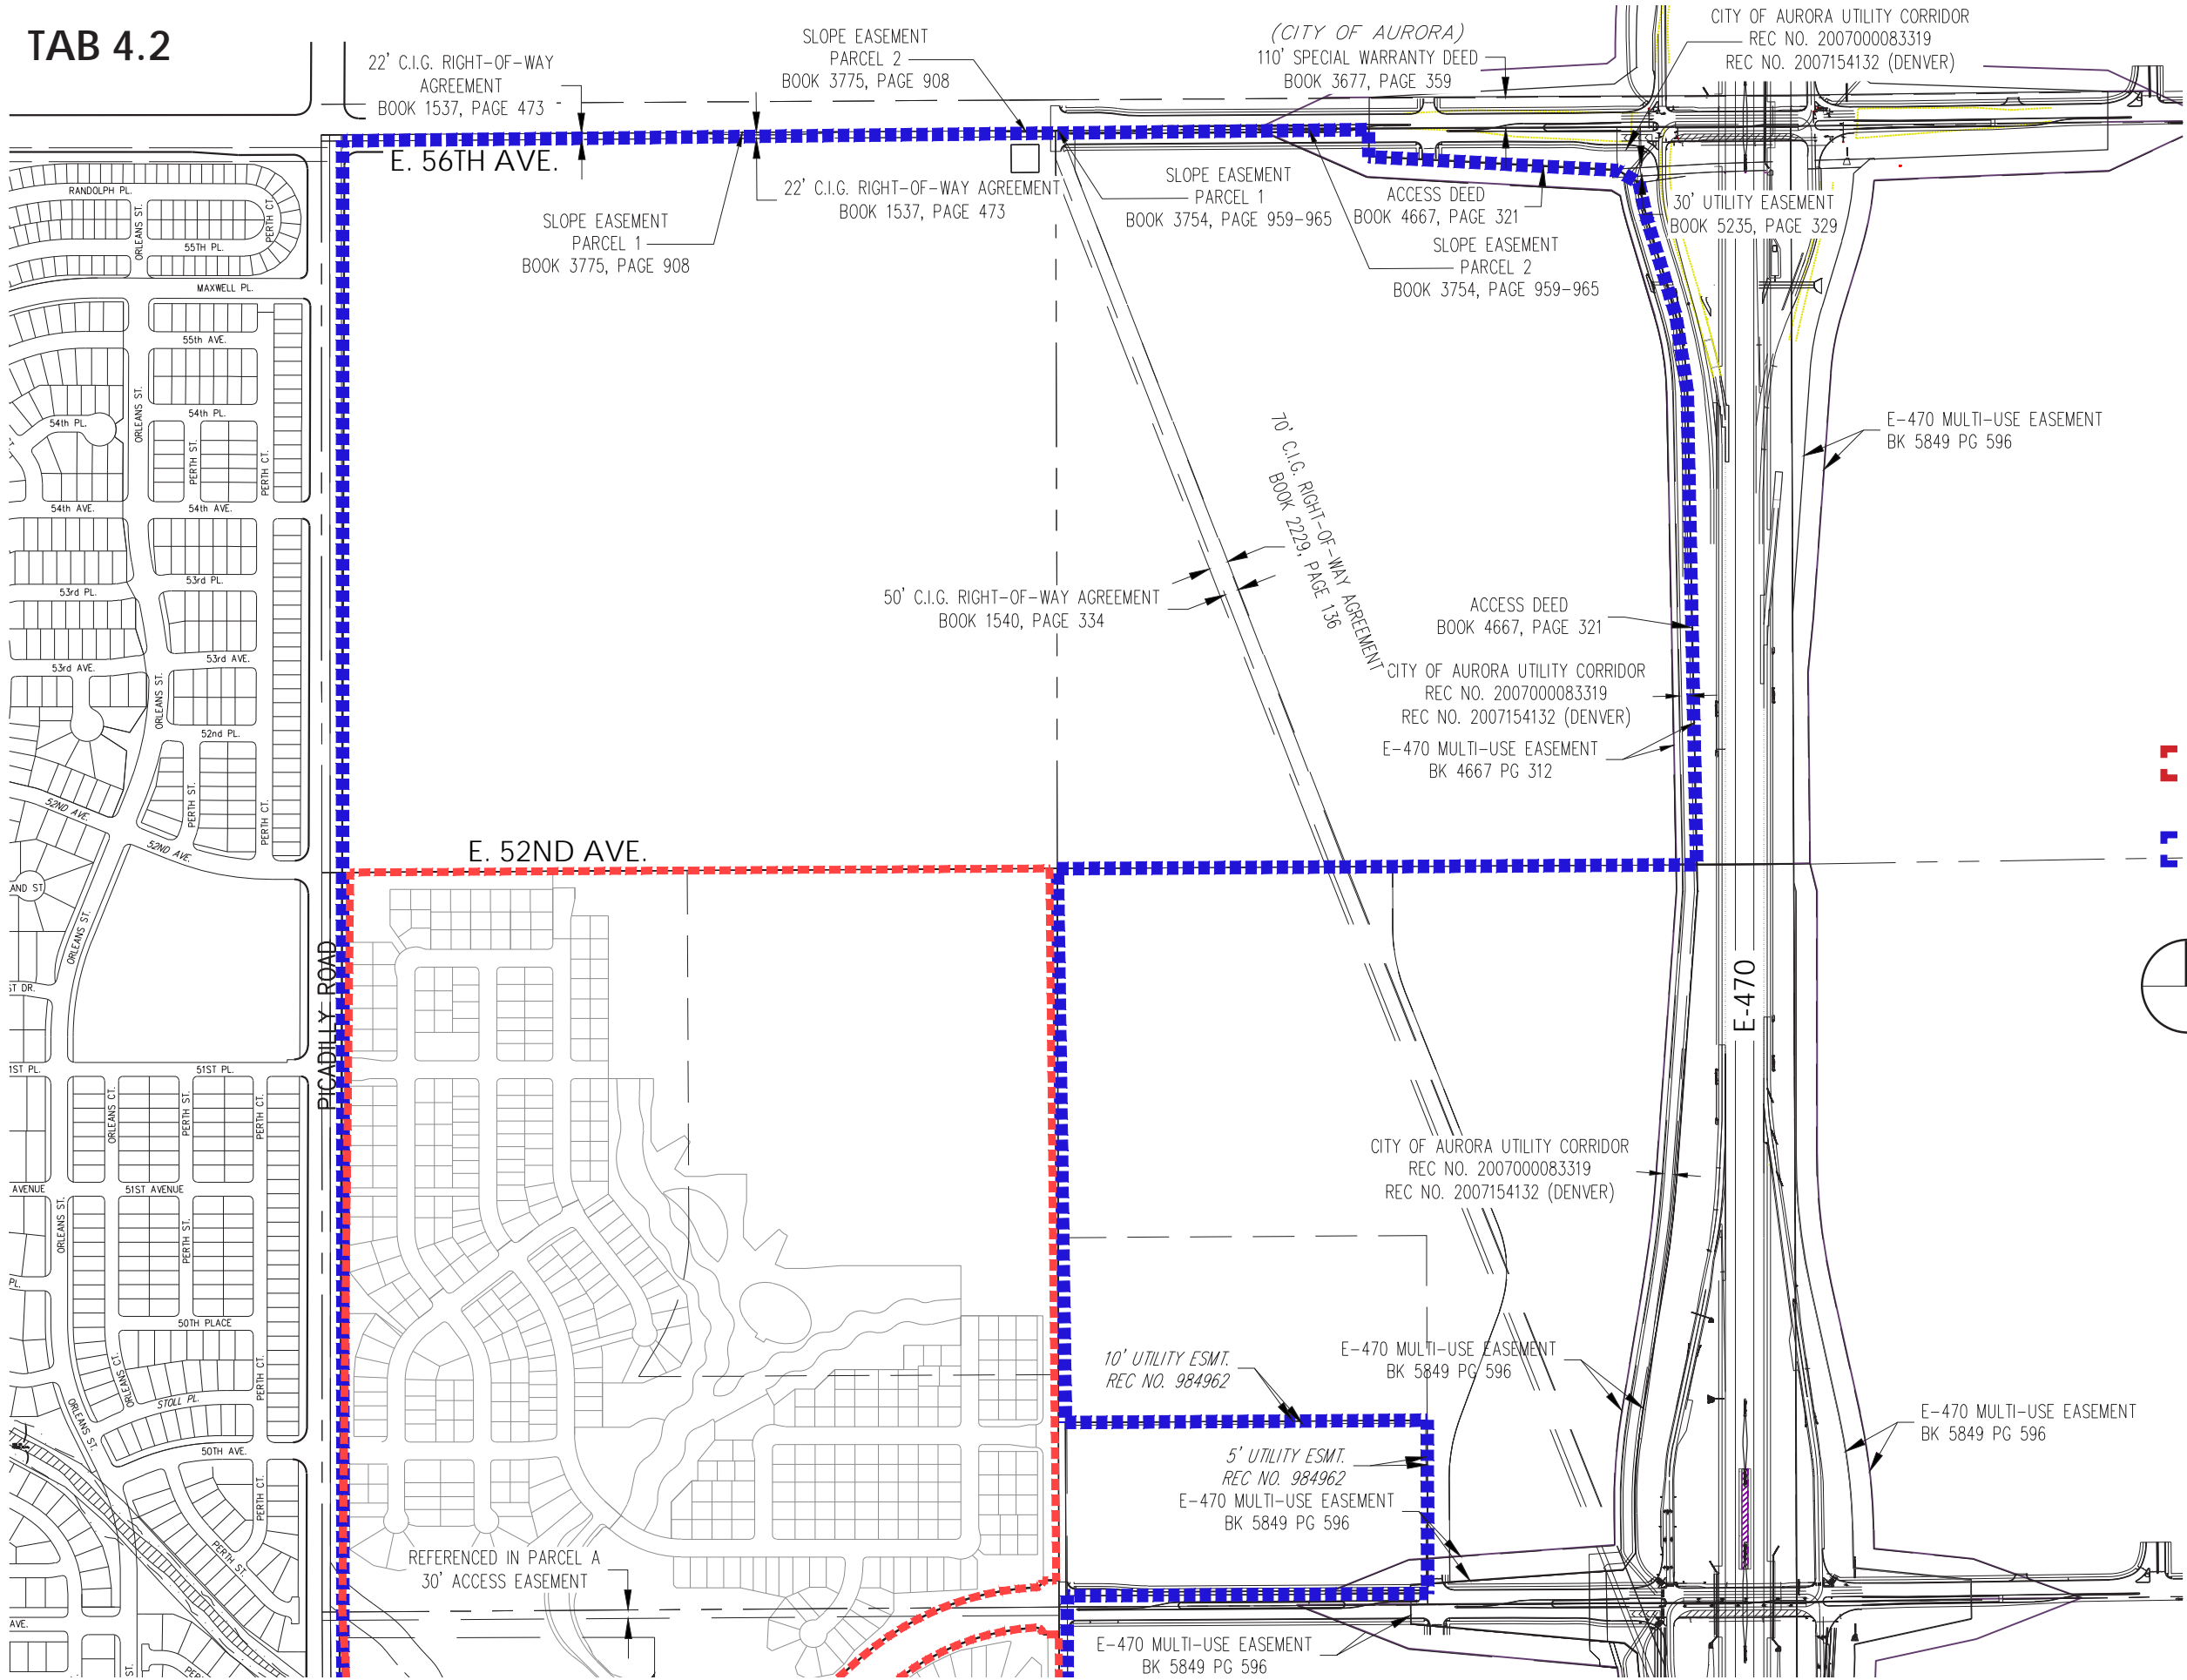 TAB 4.2
22' C.I.G. RIGHT-OF-WAY
AGREEMENT
BOOK 1537, PAGE 473
SLOPE EASEMENT
PARCEL 2
BOOK 3775, PAGE 908
(CITY OF AURORA)
110' SPECIAL WARRANTY DEED
BOOK 3677, PAGE 359
CITY OF AURORA UTILITY CORRIDOR
REC NO. 2007000083319
REC NO. 2007154132 (DENVER)
E. 56TH AVE.
22' C.I.G. RIGHT-OF-WAY AGREEMENT
BOOK 1537, PAGE 473
SLOPE EASEMENT
PARCEL 1
BOOK 3775, PAGE 908
SLOPE EASEMENT
PARCEL 1
BOOK 3754, PAGE 959-965
ACCESS DEED
BOOK 4667, PAGE 321
SLOPE EASEMENT
PARCEL 2
BOOK 3754, PAGE 959-965
30' UTILITY EASEMENT
BOOK 5235, PAGE 329
RANDOLPH PL.
ORLEANS ST.
PERTH CT.
55TH PL.
MAXWELL PL.
55th AVE.
ORLEANS ST.
54th PL.
54th PL.
PERTH ST.
PERTH CT.
54th AVE.
54th AVE.
53rd PL.
53rd PL.
53rd AVE.
53rd AVE.
ORLEANS ST.
52nd PL.
PERTH ST.
PERTH CT.
52ND AVE.
52ND AVE.
E-470 MULTI-USE EASEMENT
BK 5849 PG 596
70' C.I.G. RIGHT-OF-WAY AGREEMENT
BOOK 2229, PAGE 136
50' C.I.G. RIGHT-OF-WAY AGREEMENT
BOOK 1540, PAGE 334
ACCESS DEED
BOOK 4667, PAGE 321
CITY OF AURORA UTILITY CORRIDOR
REC NO. 2007000083319
REC NO. 2007154132 (DENVER)
E-470 MULTI-USE EASEMENT
BK 4667 PG 312
E. 52ND AVE.
AND ST
ORLEANS ST.
ST DR.
PICADILLY ROAD
E-470
1ST PL.
51ST PL.
ORLEANS CT.
PERTH ST.
PERTH CT.
AVENUE
51ST AVENUE
ORLEANS ST.
PERTH ST.
PL.
50TH PLACE
ORLEANS CT.
PERTH CT.
STOLL PL.
ORLEANS ST.
50TH AVE.
PERTH CT.
PERTH ST.
AVE.
ST.
PER
CITY OF AURORA UTILITY CORRIDOR
REC NO. 2007000083319
REC NO. 2007154132 (DENVER)
10' UTILITY ESMT.
REC NO. 984962
E-470 MULTI-USE EASEMENT
BK 5849 PG 596
E-470 MULTI-USE EASEMENT
BK 5849 PG 596
5' UTILITY ESMT.
REC NO. 984962
E-470 MULTI-USE EASEMENT
BK 5849 PG 596
REFERENCED IN PARCEL A
30' ACCESS EASEMENT
E-470 MULTI-USE EASEMENT
BK 5849 PG 596